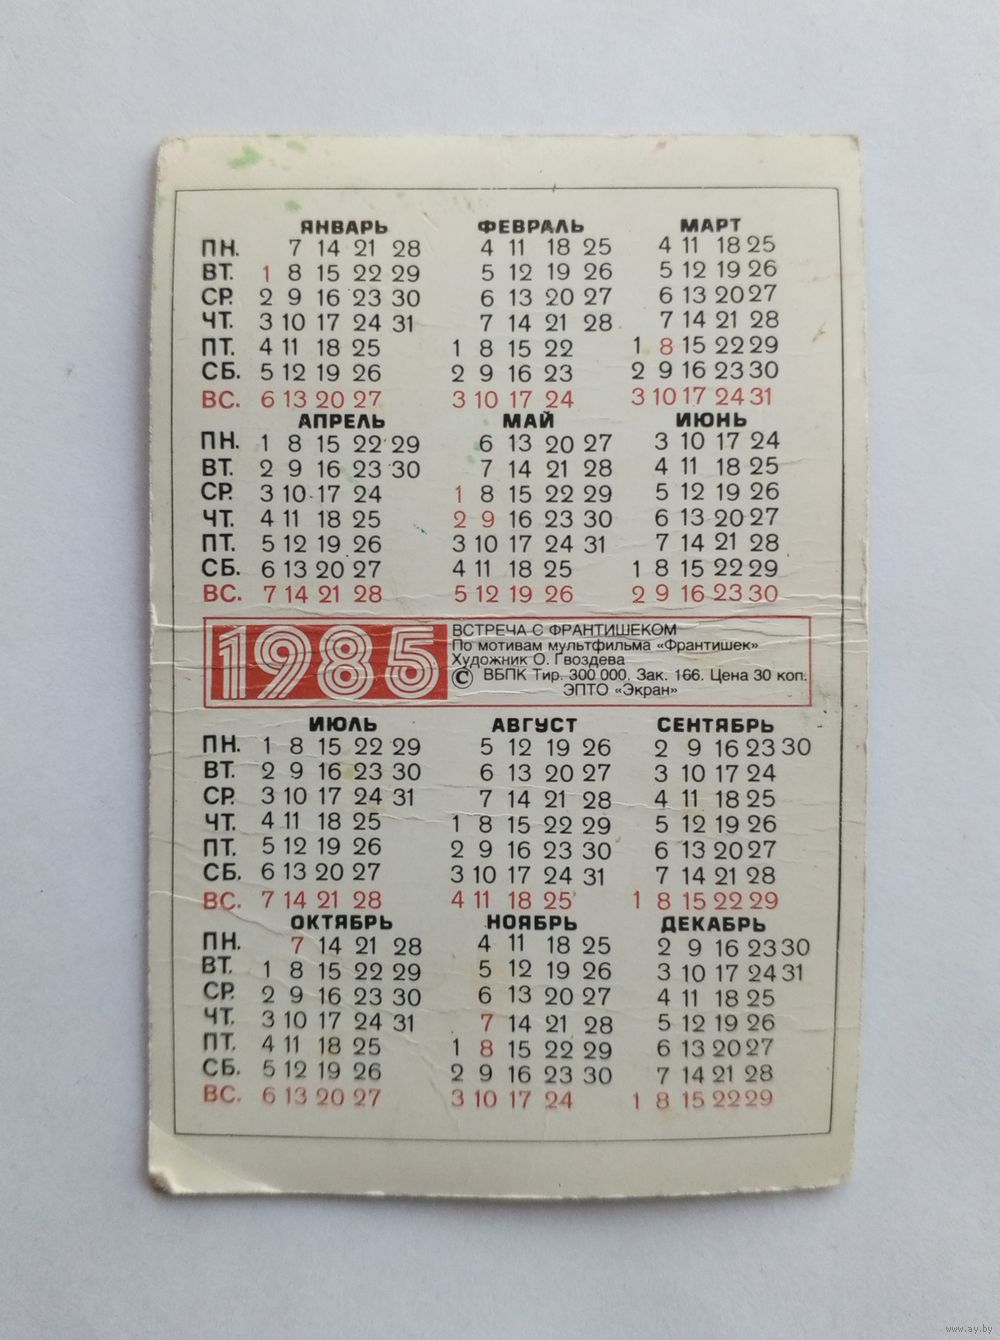 ЯНВАРЬ ФЕВРАЛЬ МАРТ
ПН. 7 14 21 28 4 11 18 25 4 11 18 25
ВТ. 1 8 15 22 29 5 12 19 26 5 12 19 26
СР. 2 9 16 23 30 6 13 20 27 6 13 20 27
ЧТ. 3 10 17 24 31 7 14 21 28 7 14 21 28
ПТ. 4 11 18 25 1 8 15 22 1 8 15 22 29
СБ. 5 12 19 26 2 9 16 23 2 9 16 23 30
ВС. 6 13 20 27 3 10 17 24 3 10 17 24 31
АПРЕЛЬ МАЙ ИЮНЬ
ПН. 1 8 15 22 29 6 13 20 27 3 10 17 24
ВТ. 2 9 16 23 30 7 14 21 28 4 11 18 25
СР. 3 10 17 24 1 8 15 22 29 5 12 19 26
ЧТ. 4 11 18 25 2 9 16 23 30 6 13 20 27
ПТ. 5 12 19 26 3 10 17 24 31 7 14 21 28
СБ. 6 13 20 27 4 11 18 25 1 8 15 22 29
ВС. 7 14 21 28 5 12 19 26 2 9 16 23 30
1985
ВСТРЕЧА С ФРАНТИШЕКОМ
По мотивам мультфильма «Франтишек»
Художник О. Гвоздева
© ВБПК Тир. 300 000. Зак. 166. Цена 30 коп.
ЭПТО «Экран»
ИЮЛЬ АВГУСТ СЕНТЯБРЬ
ПН. 1 8 15 22 29 5 12 19 26 2 9 16 23 30
ВТ. 2 9 16 23 30 6 13 20 27 3 10 17 24
СР. 3 10 17 24 31 7 14 21 28 4 11 18 25
ЧТ. 4 11 18 25 1 8 15 22 29 5 12 19 26
ПТ. 5 12 19 26 2 9 16 23 30 6 13 20 27
СБ. 6 13 20 27 3 10 17 24 31 7 14 21 28
ВС. 7 14 21 28 4 11 18 25 1 8 15 22 29
ОКТЯБРЬ НОЯБРЬ ДЕКАБРЬ
ПН. 7 14 21 28 4 11 18 25 2 9 16 23 30
ВТ. 1 8 15 22 29 5 12 19 26 3 10 17 24 31
СР. 2 9 16 23 30 6 13 20 27 4 11 18 25
ЧТ. 3 10 17 24 31 7 14 21 28 5 12 19 26
ПТ. 4 11 18 25 1 8 15 22 29 6 13 20 27
СБ. 5 12 19 26 2 9 16 23 30 7 14 21 28
ВС. 6 13 20 27 3 10 17 24 1 8 15 22 29
www.ay.by